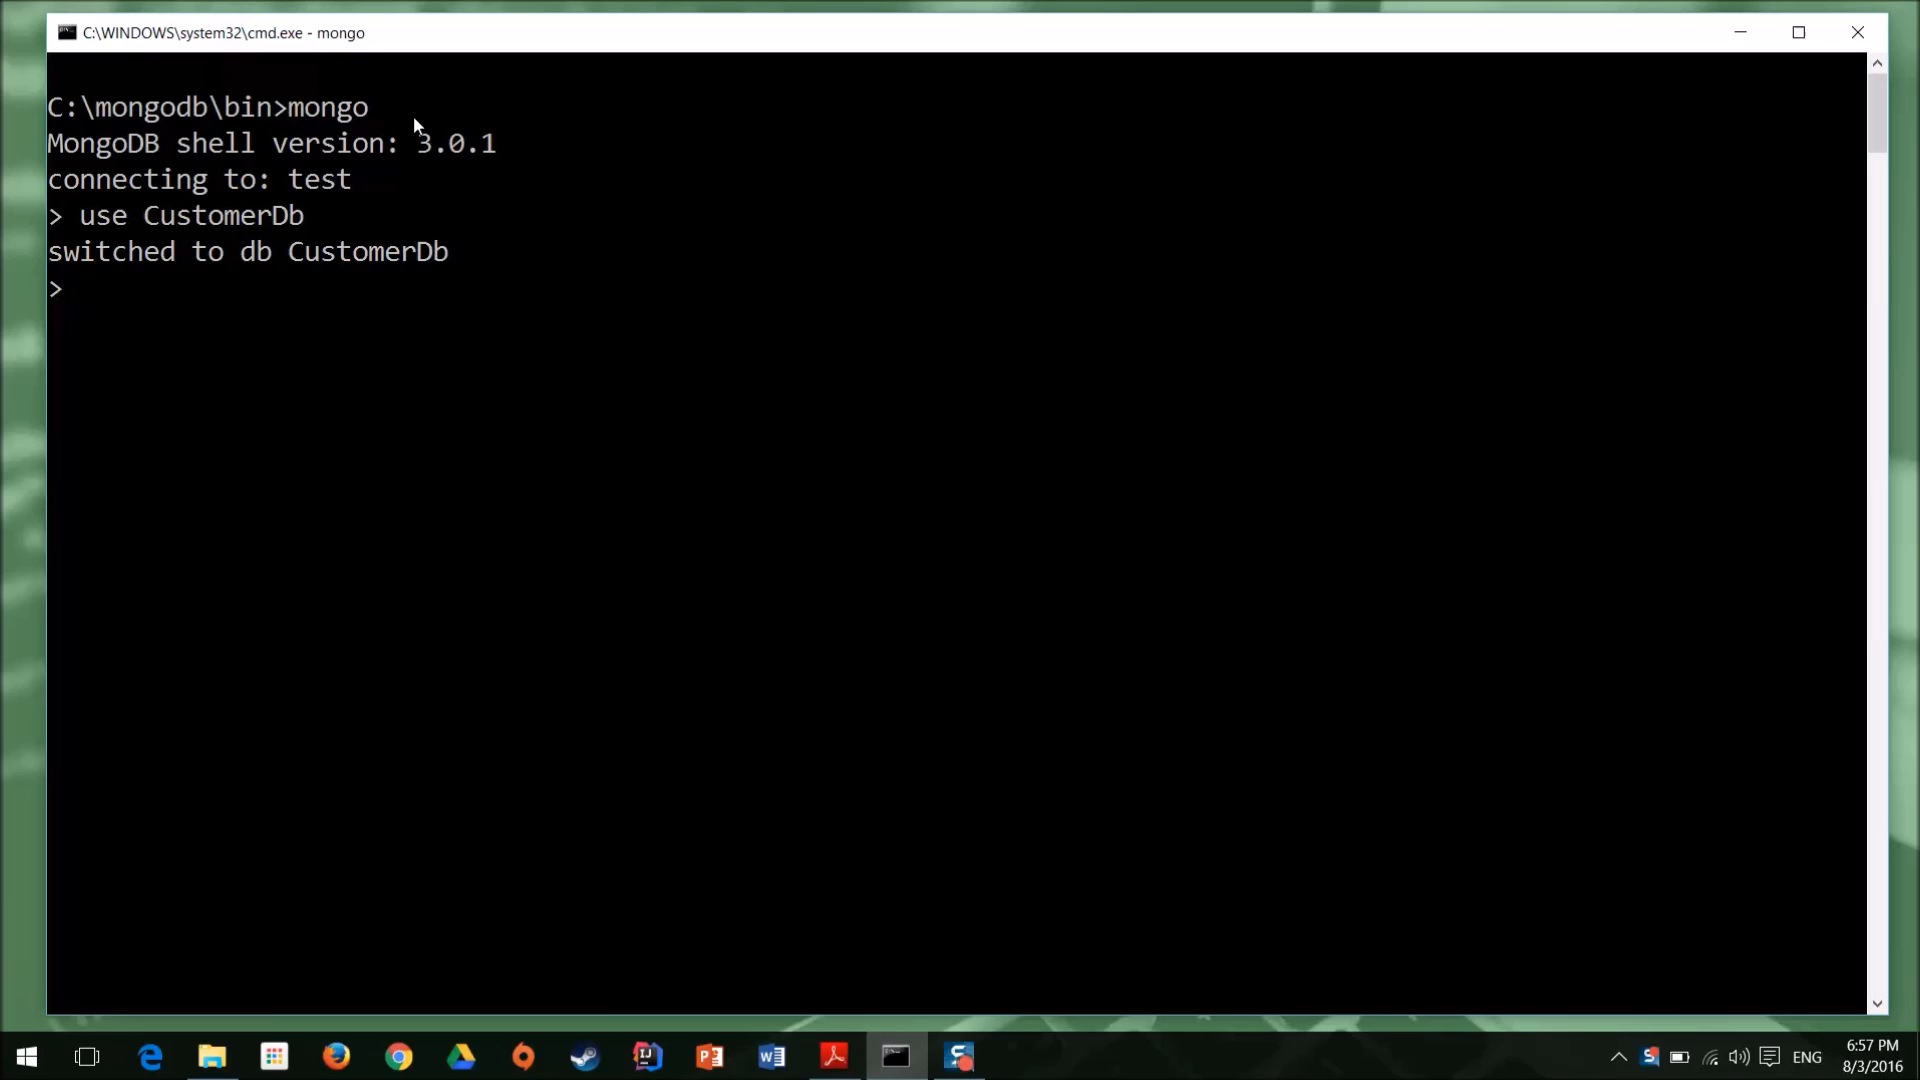 C:\WINDOWS\system32\cmd.exe - mongo
C:\mongodb\bin>mongo
MongoDB shell version: 3.0.1
connecting to: test
> use CustomerDb
switched to db CustomerDb
>
ENG
6:57 PM
8/3/2016